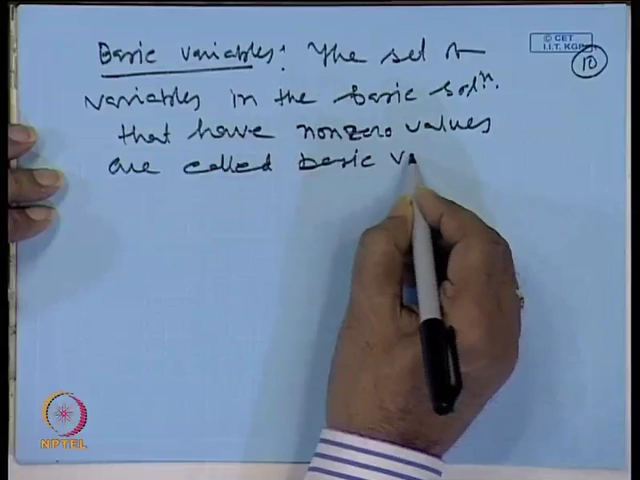 Basic variables: The set of
variables in the basic solⁿ.
that have nonzero values
are called basic v
© CET
I.I.T. KGP
10
NPTEL